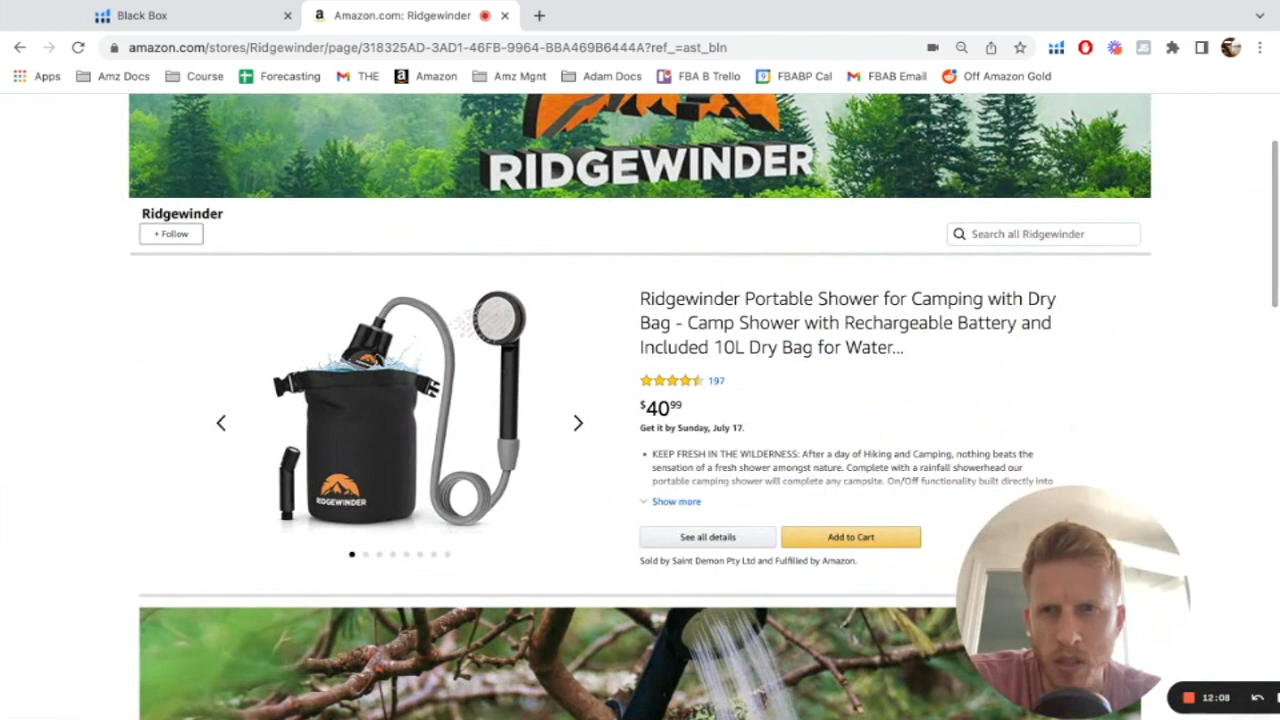 Black Box
Amazon.com: Ridgewinder
amazon.com/stores/Ridgewinder/page/318325AD-3AD1-46FB-9964-BBA469B6444A?ref_=ast_bln
Apps
Amz Docs
Course
Forecasting
THE
Amazon
Amz Mgnt
Adam Docs
FBA B Trello
FBABP Cal
FBAB Email
Off Amazon Gold
RIDGEWINDER
Ridgewinder
+ Follow
Search all Ridgewinder
Ridgewinder Portable Shower for Camping with Dry
Bag - Camp Shower with Rechargeable Battery and
Included 10L Dry Bag for Water...
197
$40⁹⁹
Get it by Sunday, July 17.
• KEEP FRESH IN THE WILDERNESS: After a day of Hiking and Camping, nothing beats the
sensation of a fresh shower amongst nature. Complete with a rainfall showerhead our
portable camping shower will complete any campsite. On/Off functionality built directly into
Show more
See all details
Add to Cart
Sold by Saint Demon Pty Ltd and Fulfilled by Amazon.
RIDGEWINDER
12:08